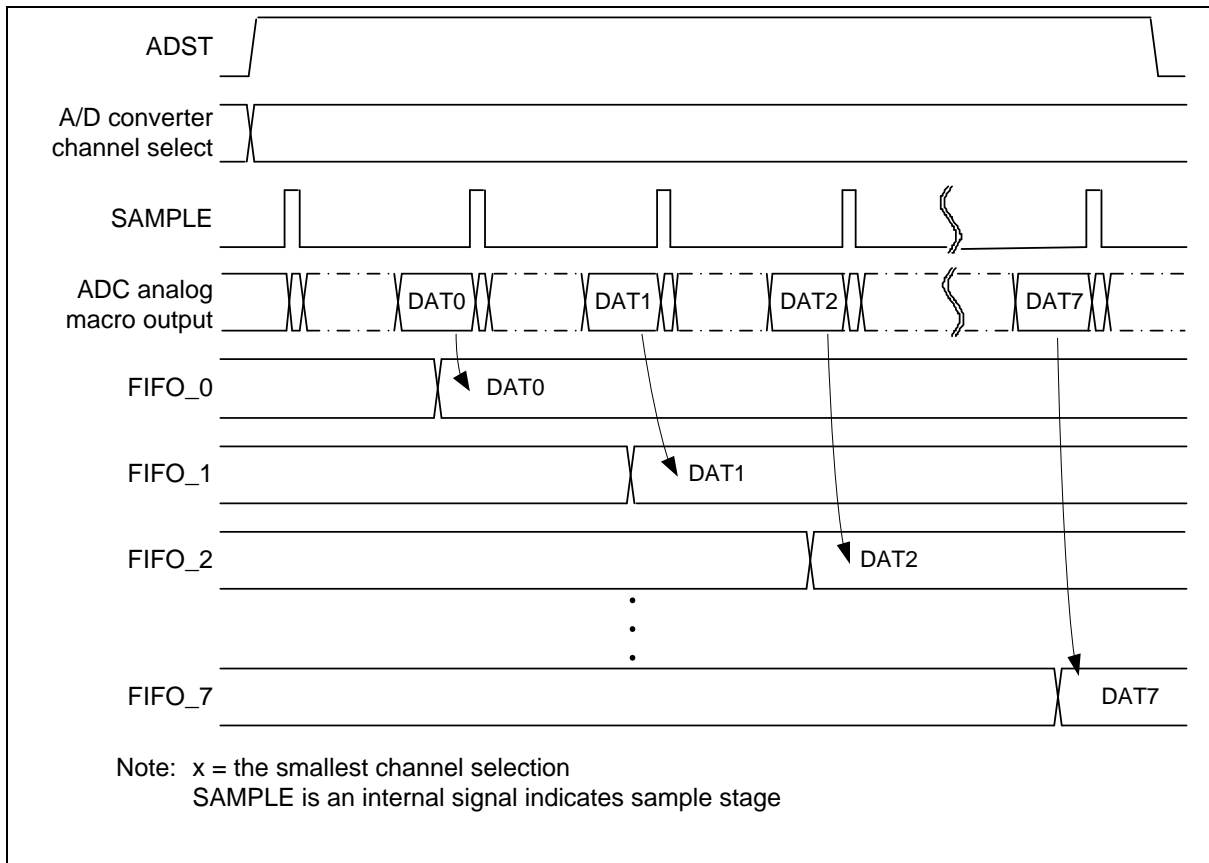 ADST
A/D converter
channel select
SAMPLE
ADC analog
macro output
DAT0
DAT1
DAT2
DAT7
FIFO_0
DAT0
FIFO_1
DAT1
FIFO_2
DAT2
FIFO_7
DAT7
Note: x = the smallest channel selection
SAMPLE is an internal signal indicates sample stage